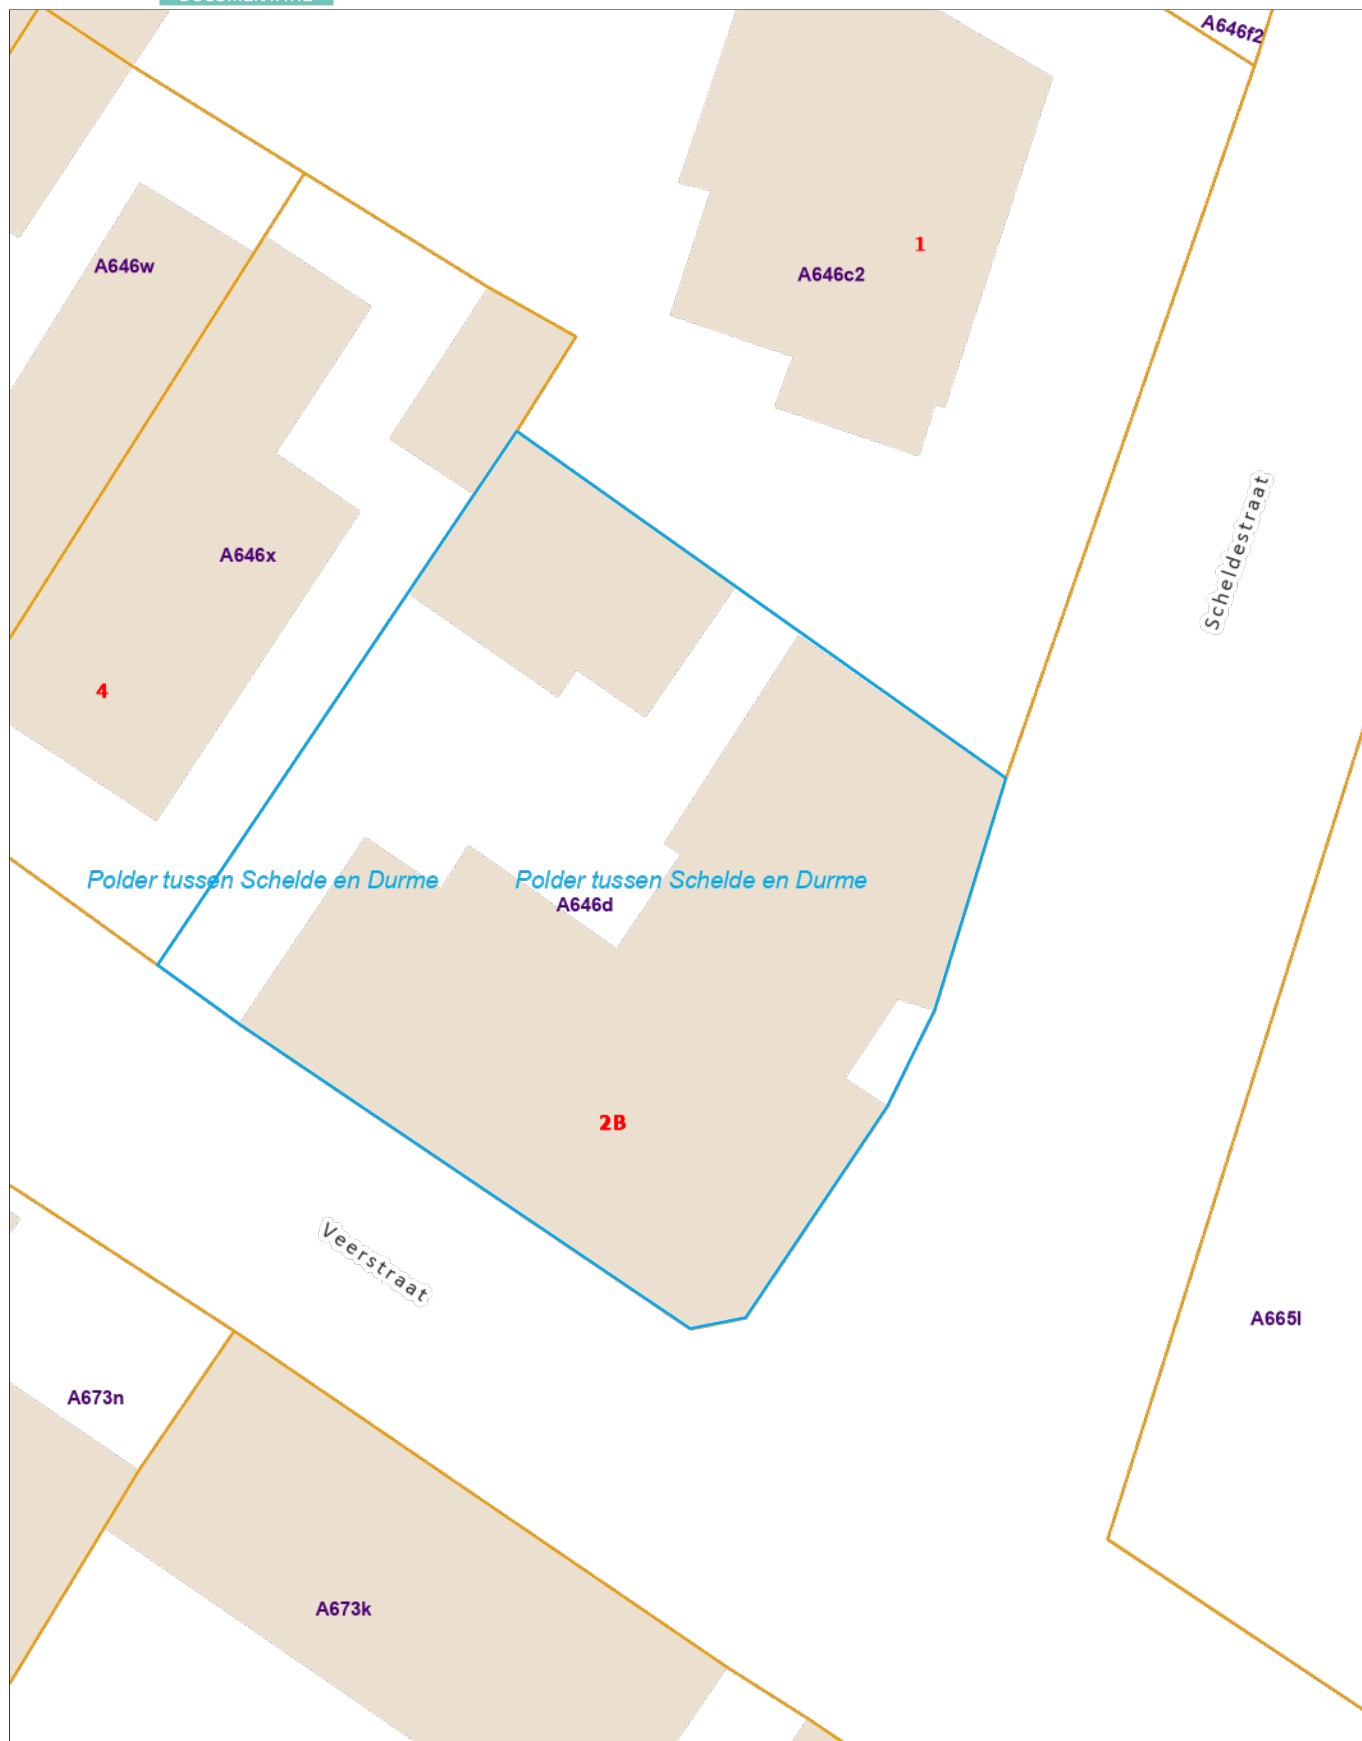 A646f2
1
A646w
A646c2
Scheldestraat
A646x
4
Polder tussen Schelde en Durme
Polder tussen Schelde en Durme
A646d
2B
Veerstraat
A665l
A673n
A673k